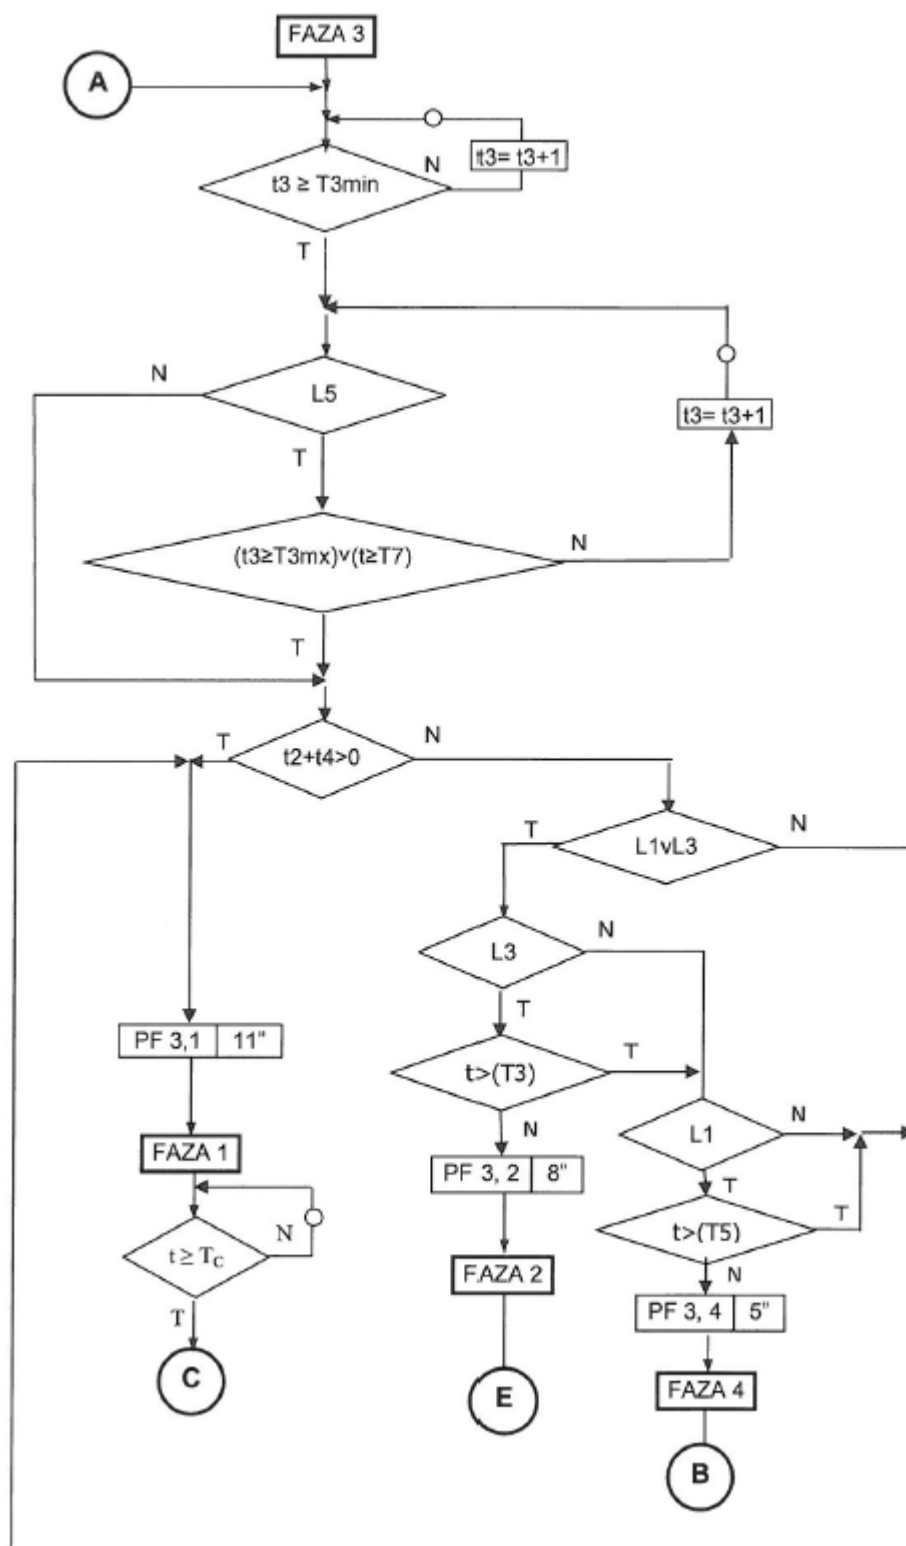 FAZA 3
A
t3= t3+1
N
t3 ≥ T3min
T
N
L5
t3= t3+1
T
(t3≥T3mx)v(t≥T7)
N
T
T
t2+t4>0
N
T
L1vL3
N
L3
N
T
PF 3,1 11"
t>(T3)
T
N
L1
N
FAZA 1
PF 3, 2 8"
T
N
t>(T5)
T
t ≥ TC
FAZA 2
N
T
PF 3, 4 5"
C
E
FAZA 4
B